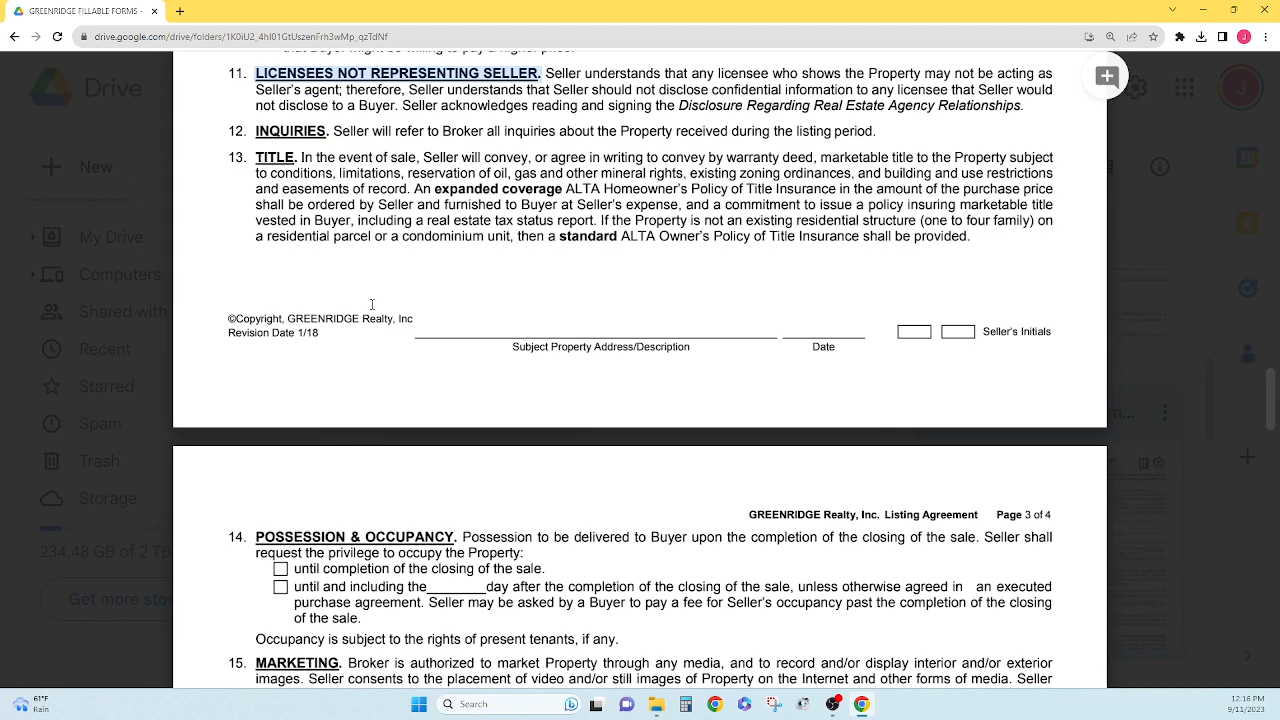 GREENRIDGE FILLABLE FORMS -
drive.google.com/drive/folders/1K0iU2_4hI01GtUszenFrh3wMp_qzTdNf
Drive
New
My Drive
Computers
Shared with
Recent
Starred
Spam
Trash
Storage
234.48 GB of 2 TB
Get more stor
that Buyer might be willing to pay a higher price.
11. LICENSEES NOT REPRESENTING SELLER. Seller understands that any licensee who shows the Property may not be acting as
Seller's agent; therefore, Seller understands that Seller should not disclose confidential information to any licensee that Seller would
not disclose to a Buyer. Seller acknowledges reading and signing the Disclosure Regarding Real Estate Agency Relationships.
12. INQUIRIES. Seller will refer to Broker all inquiries about the Property received during the listing period.
13. TITLE. In the event of sale, Seller will convey, or agree in writing to convey by warranty deed, marketable title to the Property subject
to conditions, limitations, reservation of oil, gas and other mineral rights, existing zoning ordinances, and building and use restrictions
and easements of record. An expanded coverage ALTA Homeowner's Policy of Title Insurance in the amount of the purchase price
shall be ordered by Seller and furnished to Buyer at Seller's expense, and a commitment to issue a policy insuring marketable title
vested in Buyer, including a real estate tax status report. If the Property is not an existing residential structure (one to four family) on
a residential parcel or a condominium unit, then a standard ALTA Owner's Policy of Title Insurance shall be provided.
©Copyright, GREENRIDGE Realty, Inc
Revision Date 1/18
Subject Property Address/Description
Date
Seller's Initials
GREENRIDGE Realty, Inc. Listing Agreement Page 3 of 4
14. POSSESSION & OCCUPANCY. Possession to be delivered to Buyer upon the completion of the closing of the sale. Seller shall
request the privilege to occupy the Property:
until completion of the closing of the sale.
until and including the________day after the completion of the closing of the sale, unless otherwise agreed in an executed
purchase agreement. Seller may be asked by a Buyer to pay a fee for Seller's occupancy past the completion of the closing
of the sale.
Occupancy is subject to the rights of present tenants, if any.
15. MARKETING. Broker is authorized to market Property through any media, and to record and/or display interior and/or exterior
images. Seller consents to the placement of video and/or still images of Property on the Internet and other forms of media. Seller
J
J
m...
61°F
Rain
Search
12:16 PM
9/11/2023